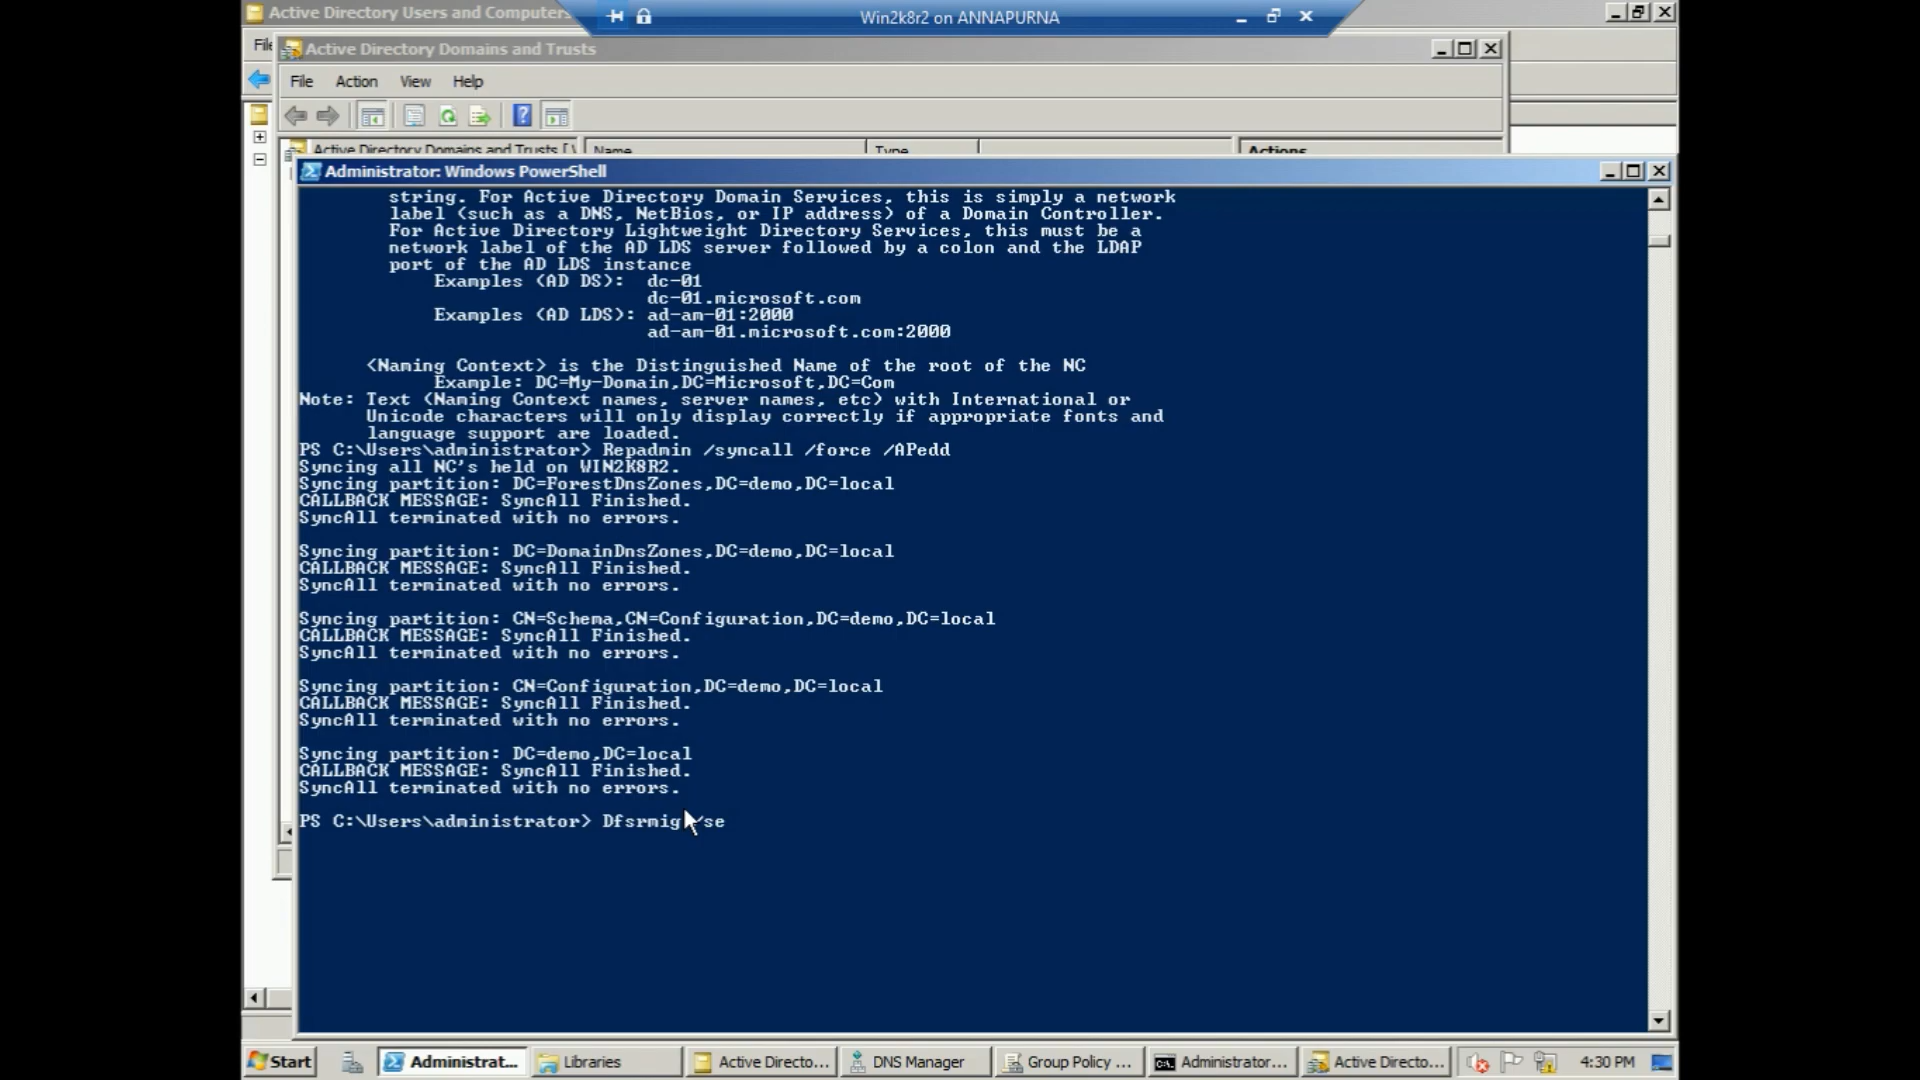 Active Directory Users and Computers
Win2k8r2 on ANNAPURNA
Active Directory Domains and Trusts
File Action View Help
Active Directory Domains and Trusts [
Name
Type
Actions
Administrator: Windows PowerShell
string. For Active Directory Domain Services, this is simply a network
label (such as a DNS, NetBios, or IP address) of a Domain Controller.
For Active Directory Lightweight Directory Services, this must be a
network label of the AD LDS server followed by a colon and the LDAP
port of the AD LDS instance
Examples (AD DS): dc-01
dc-01.microsoft.com
Examples (AD LDS): ad-am-01:2000
ad-am-01.microsoft.com:2000
<Naming Context> is the Distinguished Name of the root of the NC
Example: DC=My-Domain,DC=Microsoft,DC=Com
Note: Text (Naming Context names, server names, etc) with International or
Unicode characters will only display correctly if appropriate fonts and
language support are loaded.
PS C:\Users\administrator> Repadmin /syncall /force /APedd
Syncing all NC's held on WIN2K8R2.
Syncing partition: DC=ForestDnsZones,DC=demo,DC=local
CALLBACK MESSAGE: SyncAll Finished.
SyncAll terminated with no errors.
Syncing partition: DC=DomainDnsZones,DC=demo,DC=local
CALLBACK MESSAGE: SyncAll Finished.
SyncAll terminated with no errors.
Syncing partition: CN=Schema,CN=Configuration,DC=demo,DC=local
CALLBACK MESSAGE: SyncAll Finished.
SyncAll terminated with no errors.
Syncing partition: CN=Configuration,DC=demo,DC=local
CALLBACK MESSAGE: SyncAll Finished.
SyncAll terminated with no errors.
Syncing partition: DC=demo,DC=local
CALLBACK MESSAGE: SyncAll Finished.
SyncAll terminated with no errors.
PS C:\Users\administrator> Dfsrmig /se
Start
Administrat...
Libraries
Active Directo...
DNS Manager
Group Policy ...
Administrator...
Active Directo...
4:30 PM